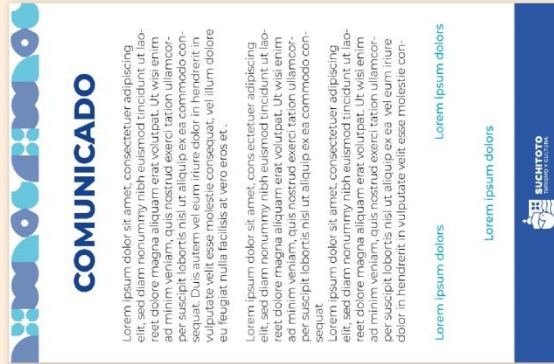 COMUNICADO
Lorem ipsum dolor sit amet, consectetuer adipiscing
elit, sed diam nonummy nibh euismod tincidunt ut lao-
reet dolore magna aliquam erat volutpat. Ut wisi enim
ad minim veniam, quis nostrud exerci tation ullamcor-
per suscipit lobortis nisl ut aliquip ex ea commodo con-
sequat. Duis autem vel eum iriure dolor in hendrerit in
vulputate velit esse molestie consequat, vel illum dolore
eu feugiat nulla facilisis at vero eros et .
Lorem ipsum dolor sit amet, cons ectetuer adipiscing
elit, sed diam nonummy nibh euismod tincidunt ut lao-
reet dolore magna aliquam erat volutpat. Ut wisi enim
ad minim veniam, quis nostrud exerci tation ullamcor-
per suscipit lobortis nisl ut aliquip ex ea commodo con-
sequat
Lorem ipsum dolor sit amet, consectetuer adipiscing
elit, sed diam nonummy nibh euismod tincidunt ut lao-
reet dolore magna aliquam erat volutpat. Ut wisi enim
ad minim veniam, quis nostrud exerci tation ullamcor-
per suscipit lobortis nisl ut aliquip ex ea vel eum iriure
dolor in hendrerit in vulputate velit esse molestie con-
Lorem ipsum dolors
Lorem ipsum dolors
Lorem ipsum dolors
SUCHITOTO
TURISMO Y CULTURA